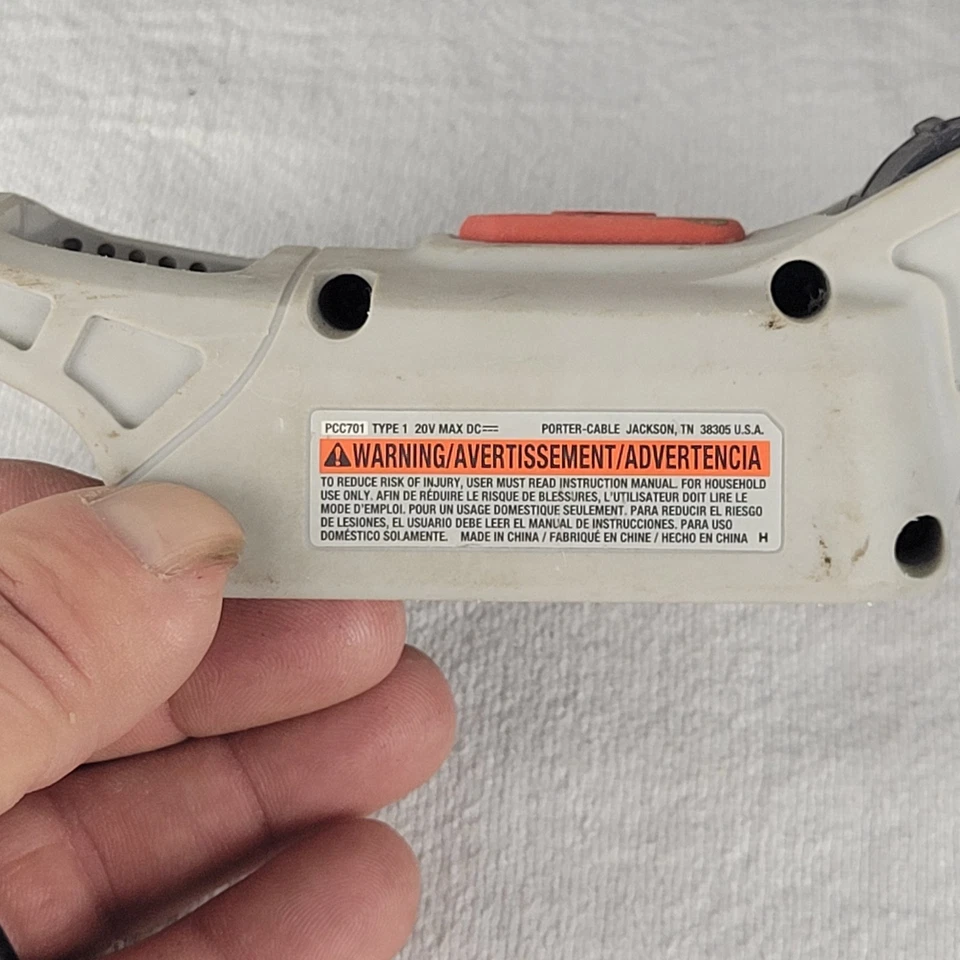 PCC701 TYPE 1 20V MAX DC⎓ PORTER-CABLE JACKSON, TN 38305 U.S.A.
WARNING/AVERTISSEMENT/ADVERTENCIA
TO REDUCE RISK OF INJURY, USER MUST READ INSTRUCTION MANUAL. FOR HOUSEHOLD
USE ONLY. AFIN DE RÉDUIRE LE RISQUE DE BLESSURES, L'UTILISATEUR DOIT LIRE LE
MODE D'EMPLOI. POUR UN USAGE DOMESTIQUE SEULEMENT. PARA REDUCIR EL RIESGO
DE LESIONES, EL USUARIO DEBE LEER EL MANUAL DE INSTRUCCIONES. PARA USO
DOMÉSTICO SOLAMENTE. MADE IN CHINA / FABRIQUÉ EN CHINE / HECHO EN CHINA H